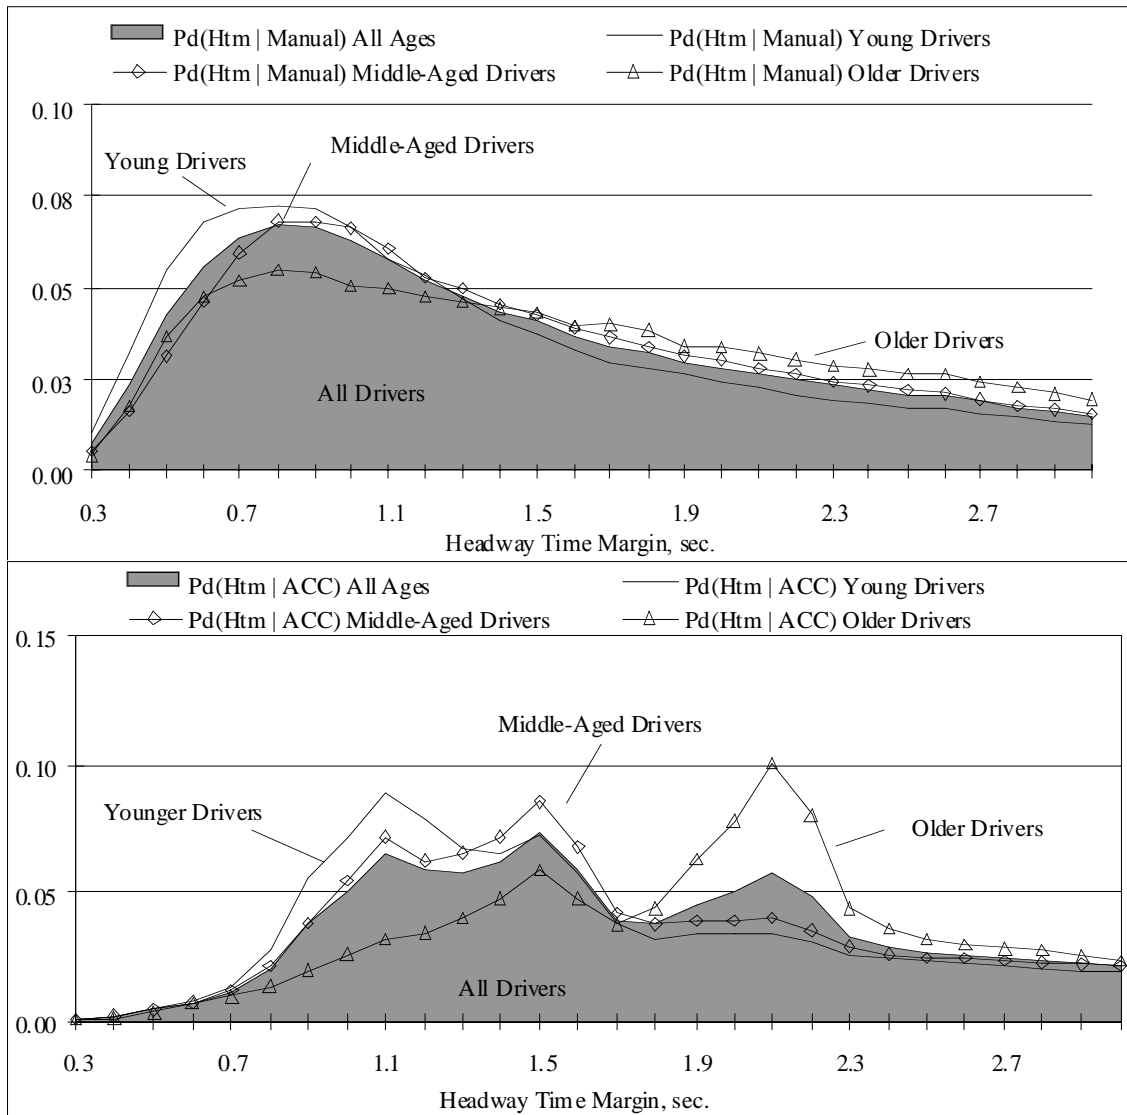 Pd(Htm | Manual) All Ages
Pd(Htm | Manual) Young Drivers
Pd(Htm | Manual) Middle-Aged Drivers
Pd(Htm | Manual) Older Drivers
0.10
Middle-Aged Drivers
Young Drivers
0.08
0.05
Older Drivers
0.03
All Drivers
0.00
0.3 0.7 1.1 1.5 1.9 2.3 2.7
Headway Time Margin, sec.
Pd(Htm | ACC) All Ages
Pd(Htm | ACC) Young Drivers
Pd(Htm | ACC) Middle-Aged Drivers
Pd(Htm | ACC) Older Drivers
0.15
Middle-Aged Drivers
0.10
Younger Drivers
Older Drivers
0.05
All Drivers
0.00
0.3 0.7 1.1 1.5 1.9 2.3 2.7
Headway Time Margin, sec.